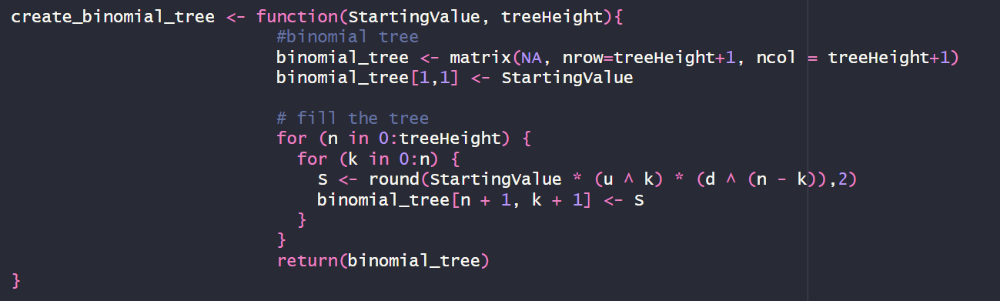 create_binomial_tree <- function(StartingValue, treeHeight){
#binomial tree
binomial_tree <- matrix(NA, nrow=treeHeight+1, ncol = treeHeight+1)
binomial_tree[1,1] <- StartingValue
# fill the tree
for (n in 0:treeHeight) {
for (k in 0:n) {
S <- round(StartingValue * (u ^ k) * (d ^ (n - k)),2)
binomial_tree[n + 1, k + 1] <- S
}
}
return(binomial_tree)
}